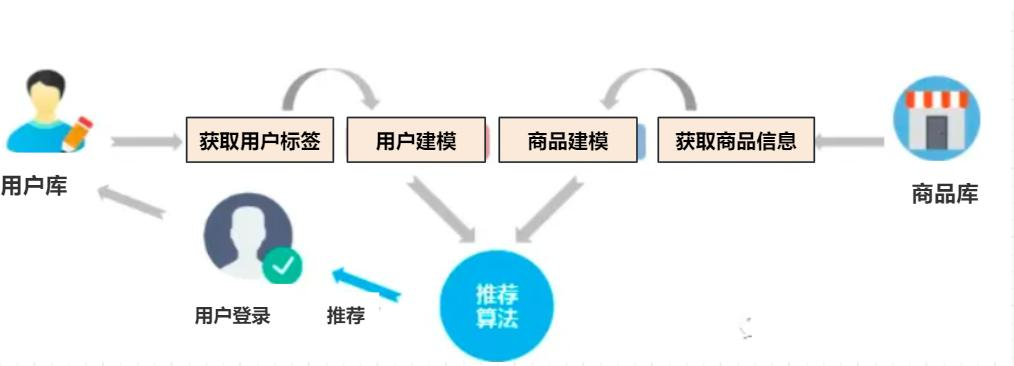 获取用户标签
用户建模
商品建模
获取商品信息
用户库
商品库
推荐
算法
用户登录
推荐